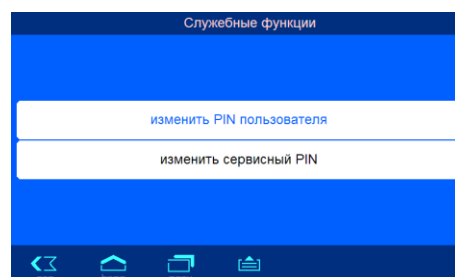 Служебные функции
изменить PIN пользователя
изменить сервисный PIN